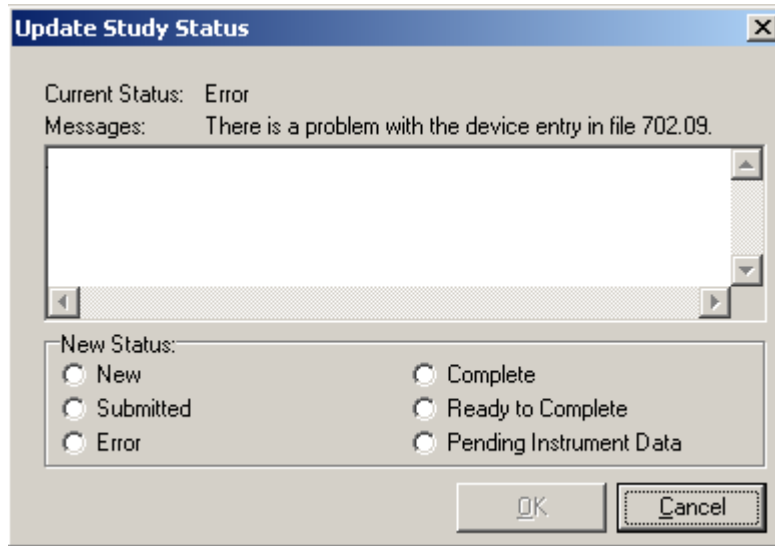 Update Study Status
Current Status: Error
Messages: There is a problem with the device entry in file 702.09.
New Status:
New Complete
Submitted Ready to Complete
Error Pending Instrument Data
OK Cancel